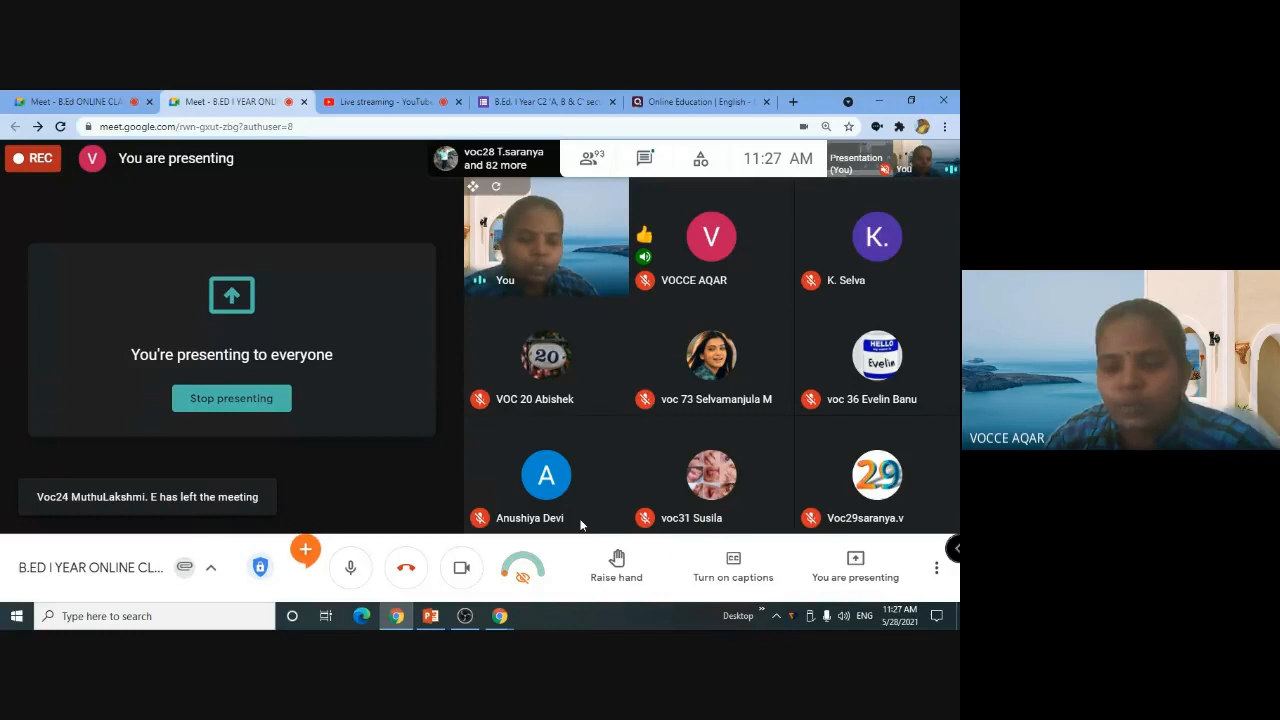 Meet - B.Ed ONLINE CLA
Meet - B.ED I YEAR ONLI
Live streaming - YouTube
B.Ed. I Year C2 'A, B & C' sec
Online Education | English -
meet.google.com/rwn-gxut-zbg?authuser=8
REC
V
You are presenting
voc28 T.saranya
and 82 more
93
11:27 AM
Presentation
(You)
You
You
V
VOCCE AQAR
K.
K. Selva
You're presenting to everyone
Stop presenting
20
VOC 20 Abishek
voc 73 Selvamanjula M
HELLO
Evelin
voc 36 Evelin Banu
Voc24 MuthuLakshmi. E has left the meeting
A
Anushiya Devi
voc31 Susila
29
Voc29saranya.v
VOCCE AQAR
B.ED I YEAR ONLINE CL...
Raise hand
Turn on captions
You are presenting
Type here to search
Desktop
ENG
11:27 AM
5/28/2021